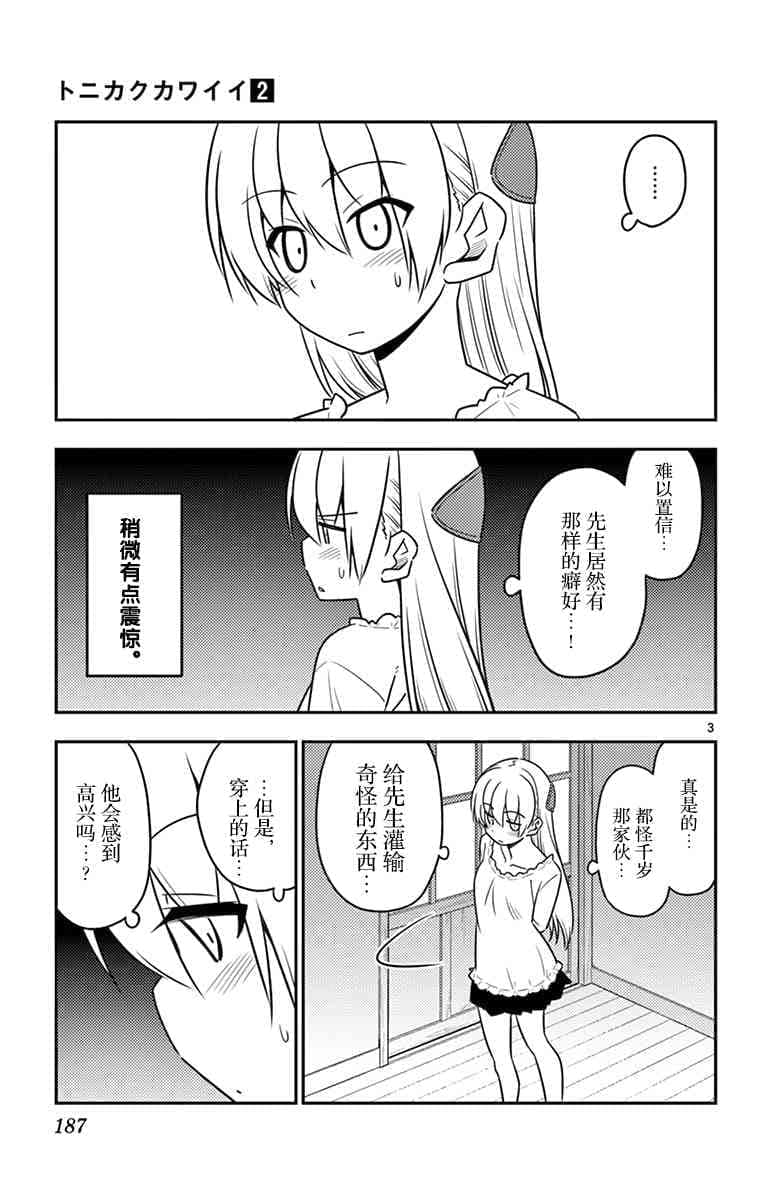 トニカクカワイイ2
……
难以置信…
先生居然有
那样的癖好…！
稍微有点震惊。
3
真是的…
都怪千岁
那家伙…
给先生灌输
奇怪的东西…
…但是，
穿上的话…
他会感到
高兴吗…？
187